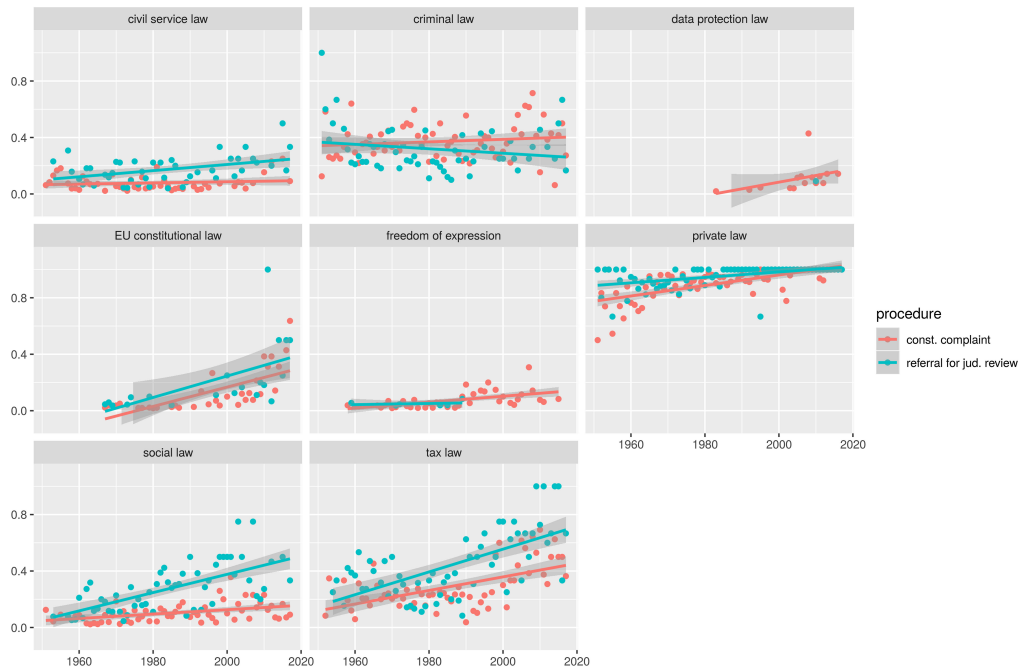 civil service law
criminal law
data protection law
0.8
0.4
0.0
EU constitutional law
freedom of expression
private law
0.8
0.4
0.0
1960 1980 2000 2020
procedure
const. complaint
referral for jud. review
social law
tax law
0.8
0.4
0.0
1960 1980 2000 2020
1960 1980 2000 2020